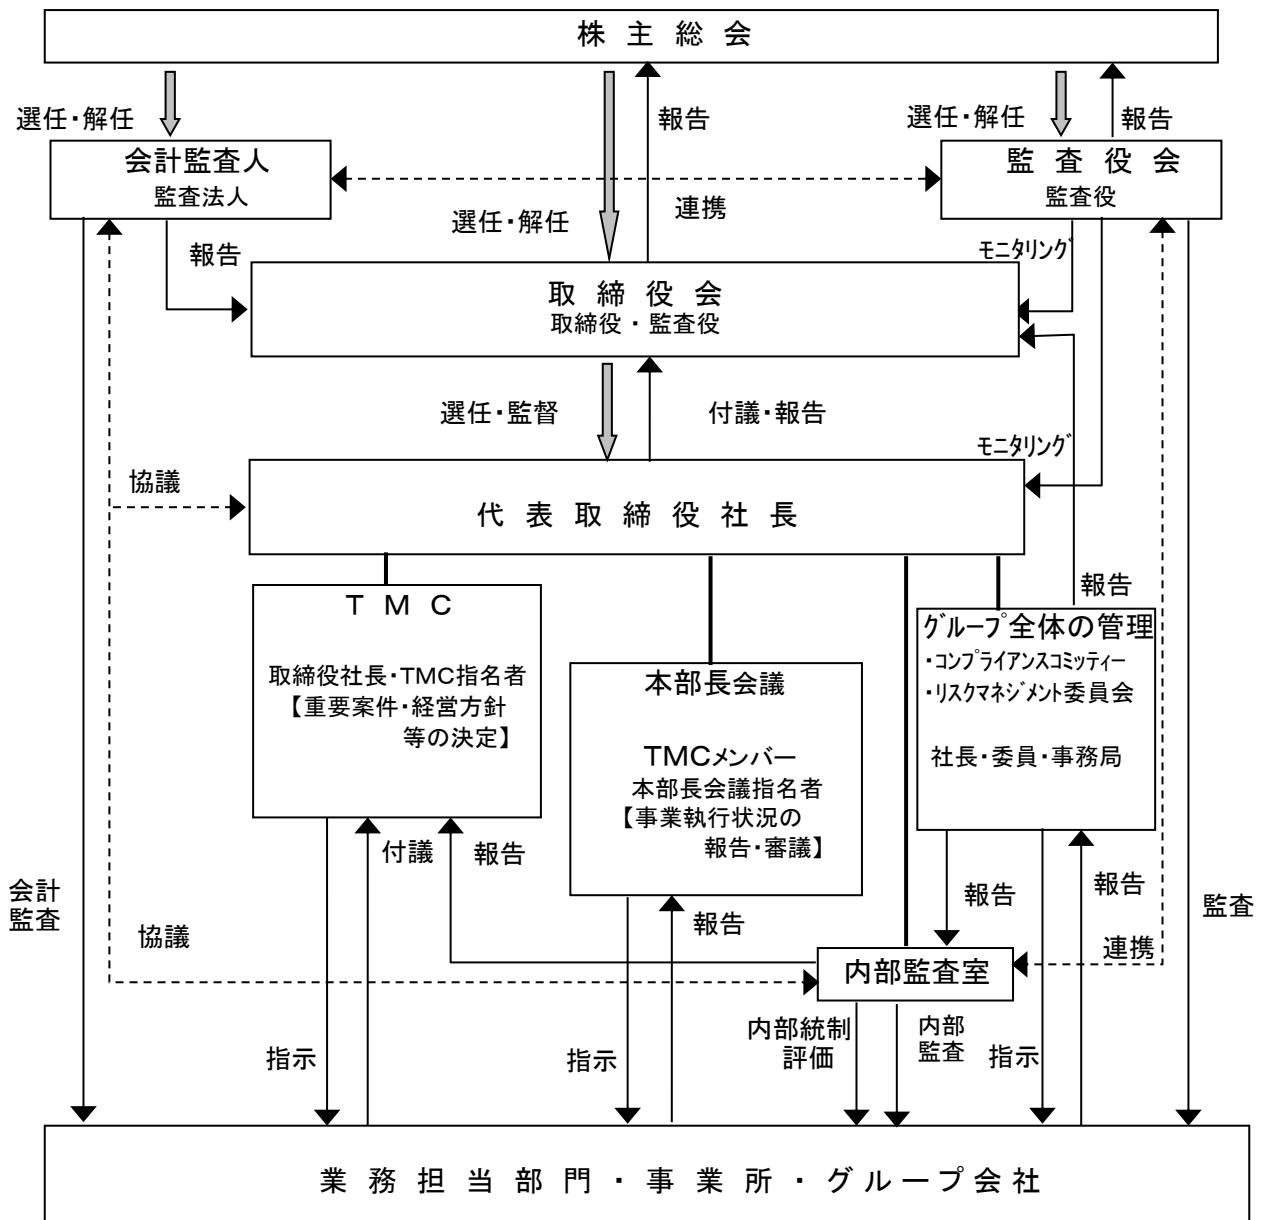 株主総会
選任・解任
報告
選任・解任
報告
会計監査人
監査法人
監査役会
監査役
連携
選任・解任
報告
モニタリング
取締役会
取締役・監査役
選任・監督
付議・報告
モニタリング
協議
代表取締役社長
報告
TMC
取締役社長・TMC指名者
【重要案件・経営方針
等の決定】
本部長会議
TMCメンバー
本部長会議指名者
【事業執行状況の
報告・審議】
グループ全体の管理
・コンプライアンスコミッティー
・リスクマネジメント委員会
社長・委員・事務局
付議
報告
会計
監査
報告
報告
報告
監査
協議
連携
内部監査室
指示
指示
内部統制
評価
内部
監査
指示
業務担当部門・事業所・グループ会社